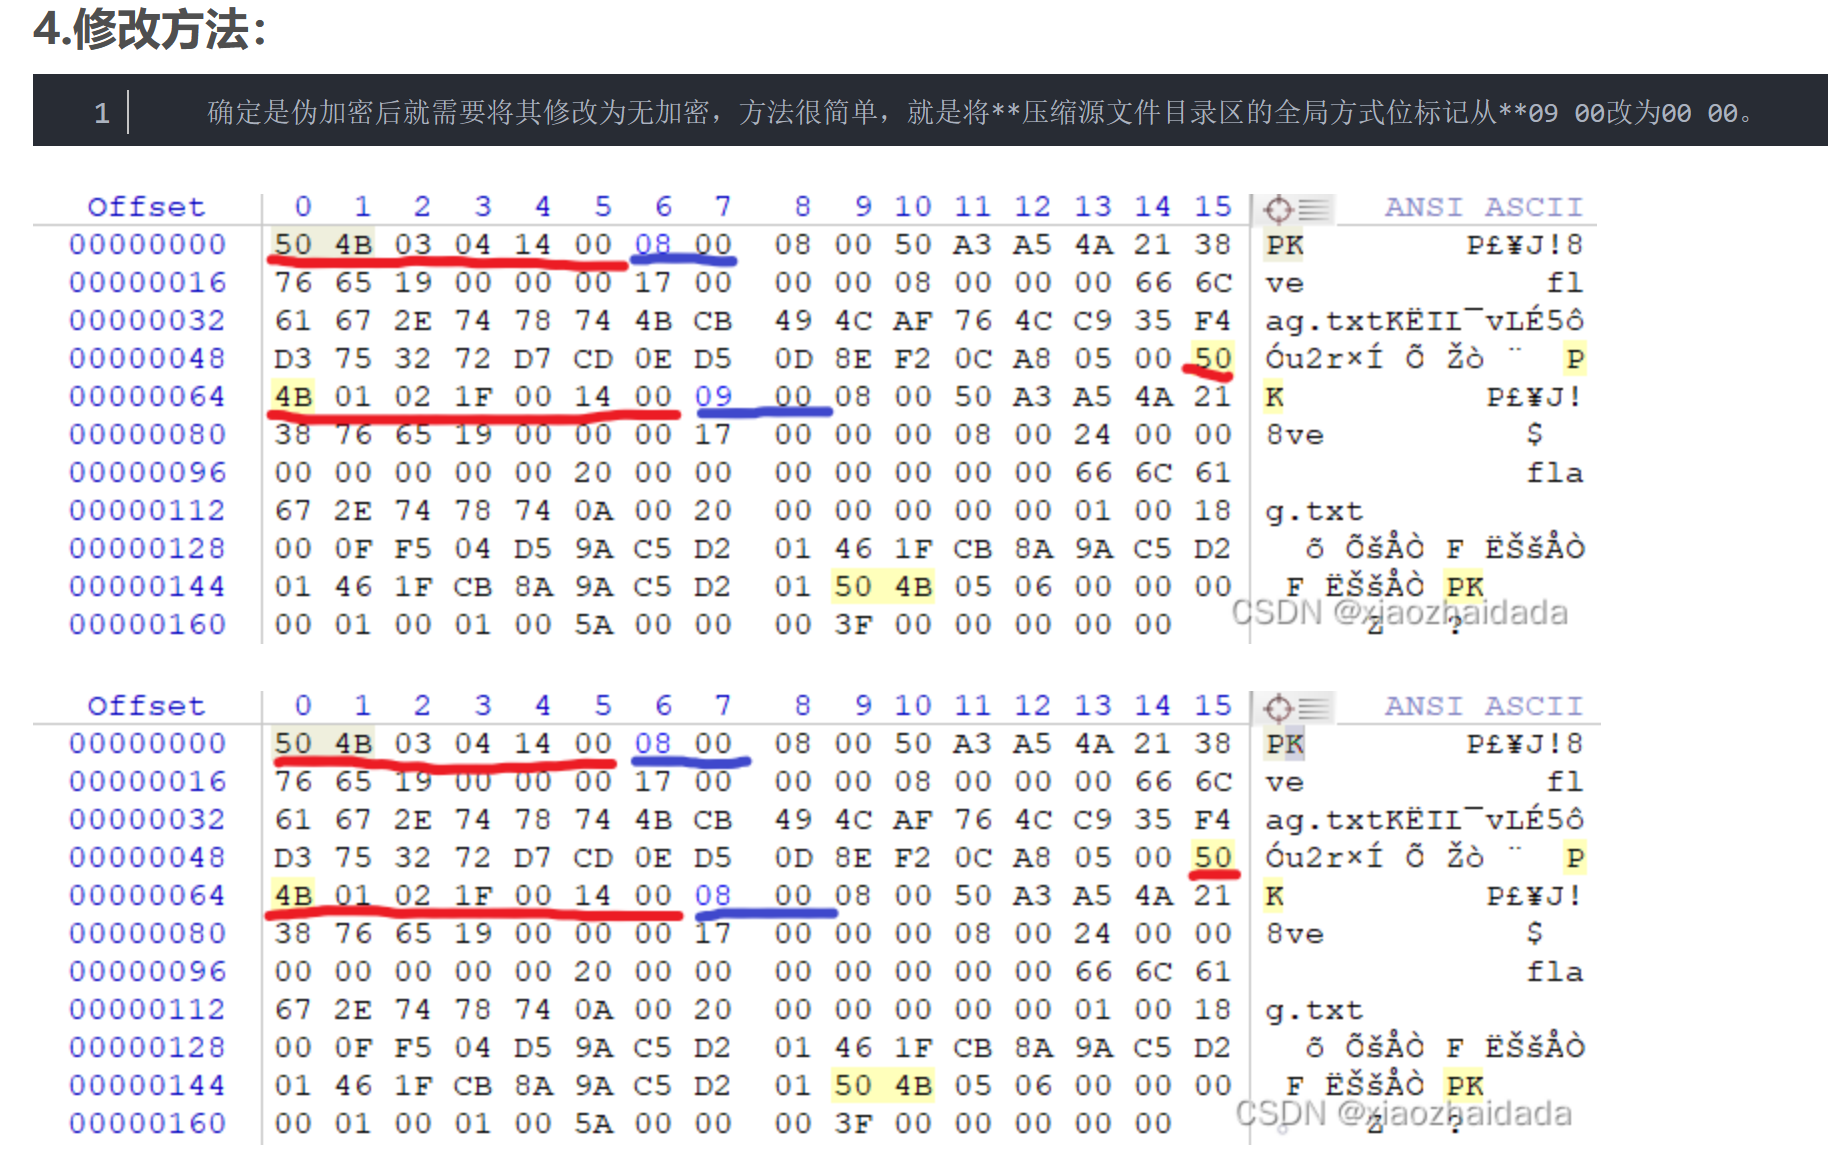 4.修改方法：
1 确定是伪加密后就需要将其修改为无加密，方法很简单，就是将**压缩源文件目录区的全局方式位标记从**09 00改为00 00。
Offset 0 1 2 3 4 5 6 7 8 9 10 11 12 13 14 15 ANSI ASCII
00000000 50 4B 03 04 14 00 08 00 08 00 50 A3 A5 4A 21 38 PK P£¥J!8
00000016 76 65 19 00 00 00 17 00 00 00 08 00 00 00 66 6C ve fl
00000032 61 67 2E 74 78 74 4B CB 49 4C AF 76 4C C9 35 F4 ag.txtKËIL¯vLÉ5ô
00000048 D3 75 32 72 D7 CD 0E D5 0D 8E F2 0C A8 05 00 50 Óu2r×Í Õ Žò ¨ P
00000064 4B 01 02 1F 00 14 00 09 00 08 00 50 A3 A5 4A 21 K P£¥J!
00000080 38 76 65 19 00 00 00 17 00 00 00 08 00 24 00 00 8ve $
00000096 00 00 00 00 00 20 00 00 00 00 00 00 00 66 6C 61 fla
00000112 67 2E 74 78 74 0A 00 20 00 00 00 00 00 01 00 18 g.txt
00000128 00 0F F5 04 D5 9A C5 D2 01 46 1F CB 8A 9A C5 D2 õ ÕšÅÒ F ËŠšÅÒ
00000144 01 46 1F CB 8A 9A C5 D2 01 50 4B 05 06 00 00 00 F ËŠšÅÒ PK
00000160 00 01 00 01 00 5A 00 00 00 3F 00 00 00 00 00 Z ?
CSDN @xiaozhaidada
Offset 0 1 2 3 4 5 6 7 8 9 10 11 12 13 14 15 ANSI ASCII
00000000 50 4B 03 04 14 00 08 00 08 00 50 A3 A5 4A 21 38 PK P£¥J!8
00000016 76 65 19 00 00 00 17 00 00 00 08 00 00 00 66 6C ve fl
00000032 61 67 2E 74 78 74 4B CB 49 4C AF 76 4C C9 35 F4 ag.txtKËIL¯vLÉ5ô
00000048 D3 75 32 72 D7 CD 0E D5 0D 8E F2 0C A8 05 00 50 Óu2r×Í Õ Žò ¨ P
00000064 4B 01 02 1F 00 14 00 08 00 08 00 50 A3 A5 4A 21 K P£¥J!
00000080 38 76 65 19 00 00 00 17 00 00 00 08 00 24 00 00 8ve $
00000096 00 00 00 00 00 20 00 00 00 00 00 00 00 66 6C 61 fla
00000112 67 2E 74 78 74 0A 00 20 00 00 00 00 00 01 00 18 g.txt
00000128 00 0F F5 04 D5 9A C5 D2 01 46 1F CB 8A 9A C5 D2 õ ÕšÅÒ F ËŠšÅÒ
00000144 01 46 1F CB 8A 9A C5 D2 01 50 4B 05 06 00 00 00 F ËŠšÅÒ PK
00000160 00 01 00 01 00 5A 00 00 00 3F 00 00 00 00 00 Z ?
CSDN @xiaozhaidada